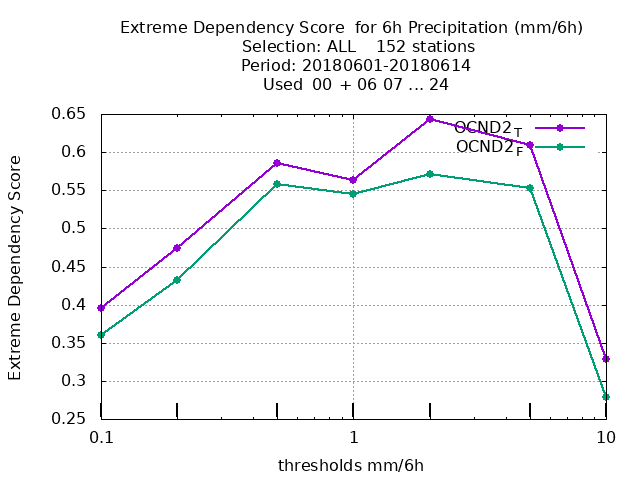 Extreme Dependency Score for 6h Precipitation (mm/6h)
Selection: ALL 152 stations
Period: 20180601-20180614
Used 00 + 06 07 ... 24
OCND2T
OCND2F
Extreme Dependency Score
0.65
0.6
0.55
0.5
0.45
0.4
0.35
0.3
0.25
0.1 1 10
thresholds mm/6h